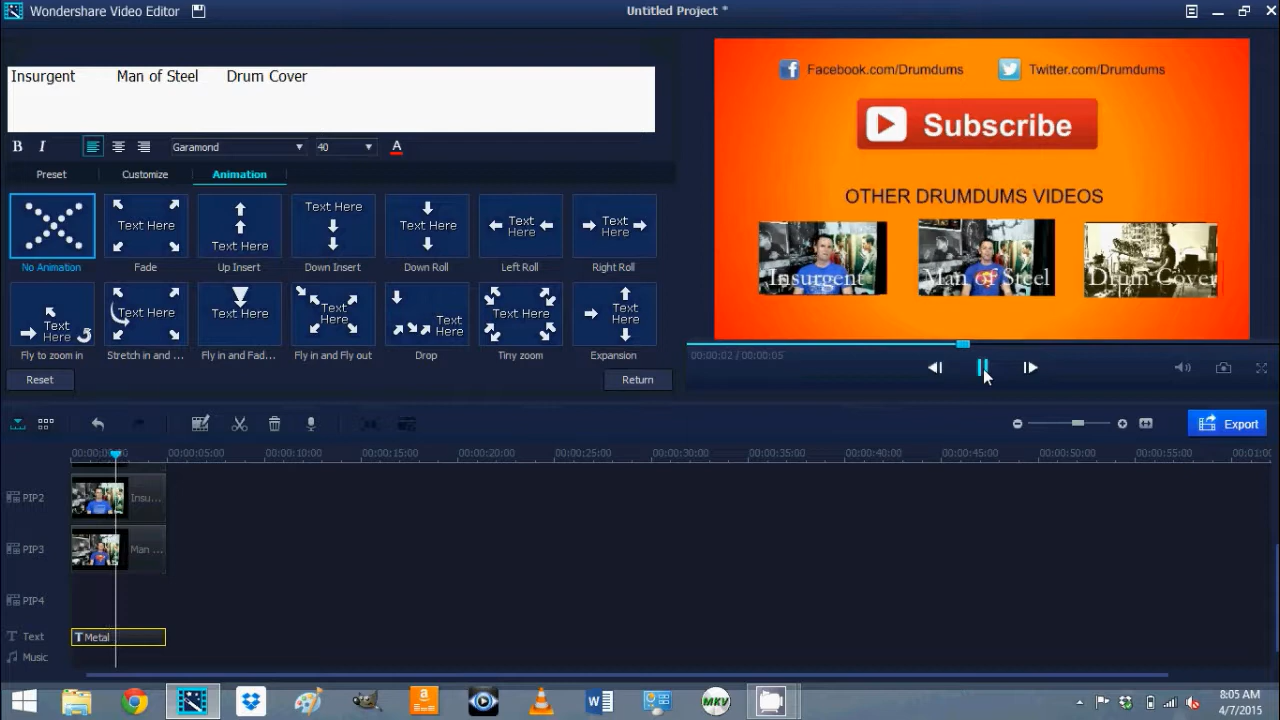 Wondershare Video Editor
Untitled Project *
Insurgent Man of Steel Drum Cover
B I Garamond 40 A
Preset Customize Animation
Text Here Text Here Text Here Text Here Text Here Text Here
No Animation Fade Up Insert Down Insert Down Roll Left Roll Right Roll
Text Here Text Here Text Here Text Here Text Here Text Here Text Here
Fly to zoom in Stretch in and ... Fly in and Fad... Fly in and Fly out Drop Tiny zoom Expansion
Reset Return
Facebook.com/Drumdums Twitter.com/Drumdums
Subscribe
OTHER DRUMDUMS VIDEOS
Insurgent Man of Steel Drum Cover
00:00:02 / 00:00:05
Export
00:00:05:00 00:00:10:00 00:00:15:00 00:00:20:00 00:00:25:00 00:00:30:00 00:00:35:00 00:00:40:00 00:00:45:00 00:00:50:00 00:00:55:00
PIP2 Insu...
PIP3 Man ...
PIP4
T Text T Metal
Music
a W MKV
8:05 AM
4/7/2015